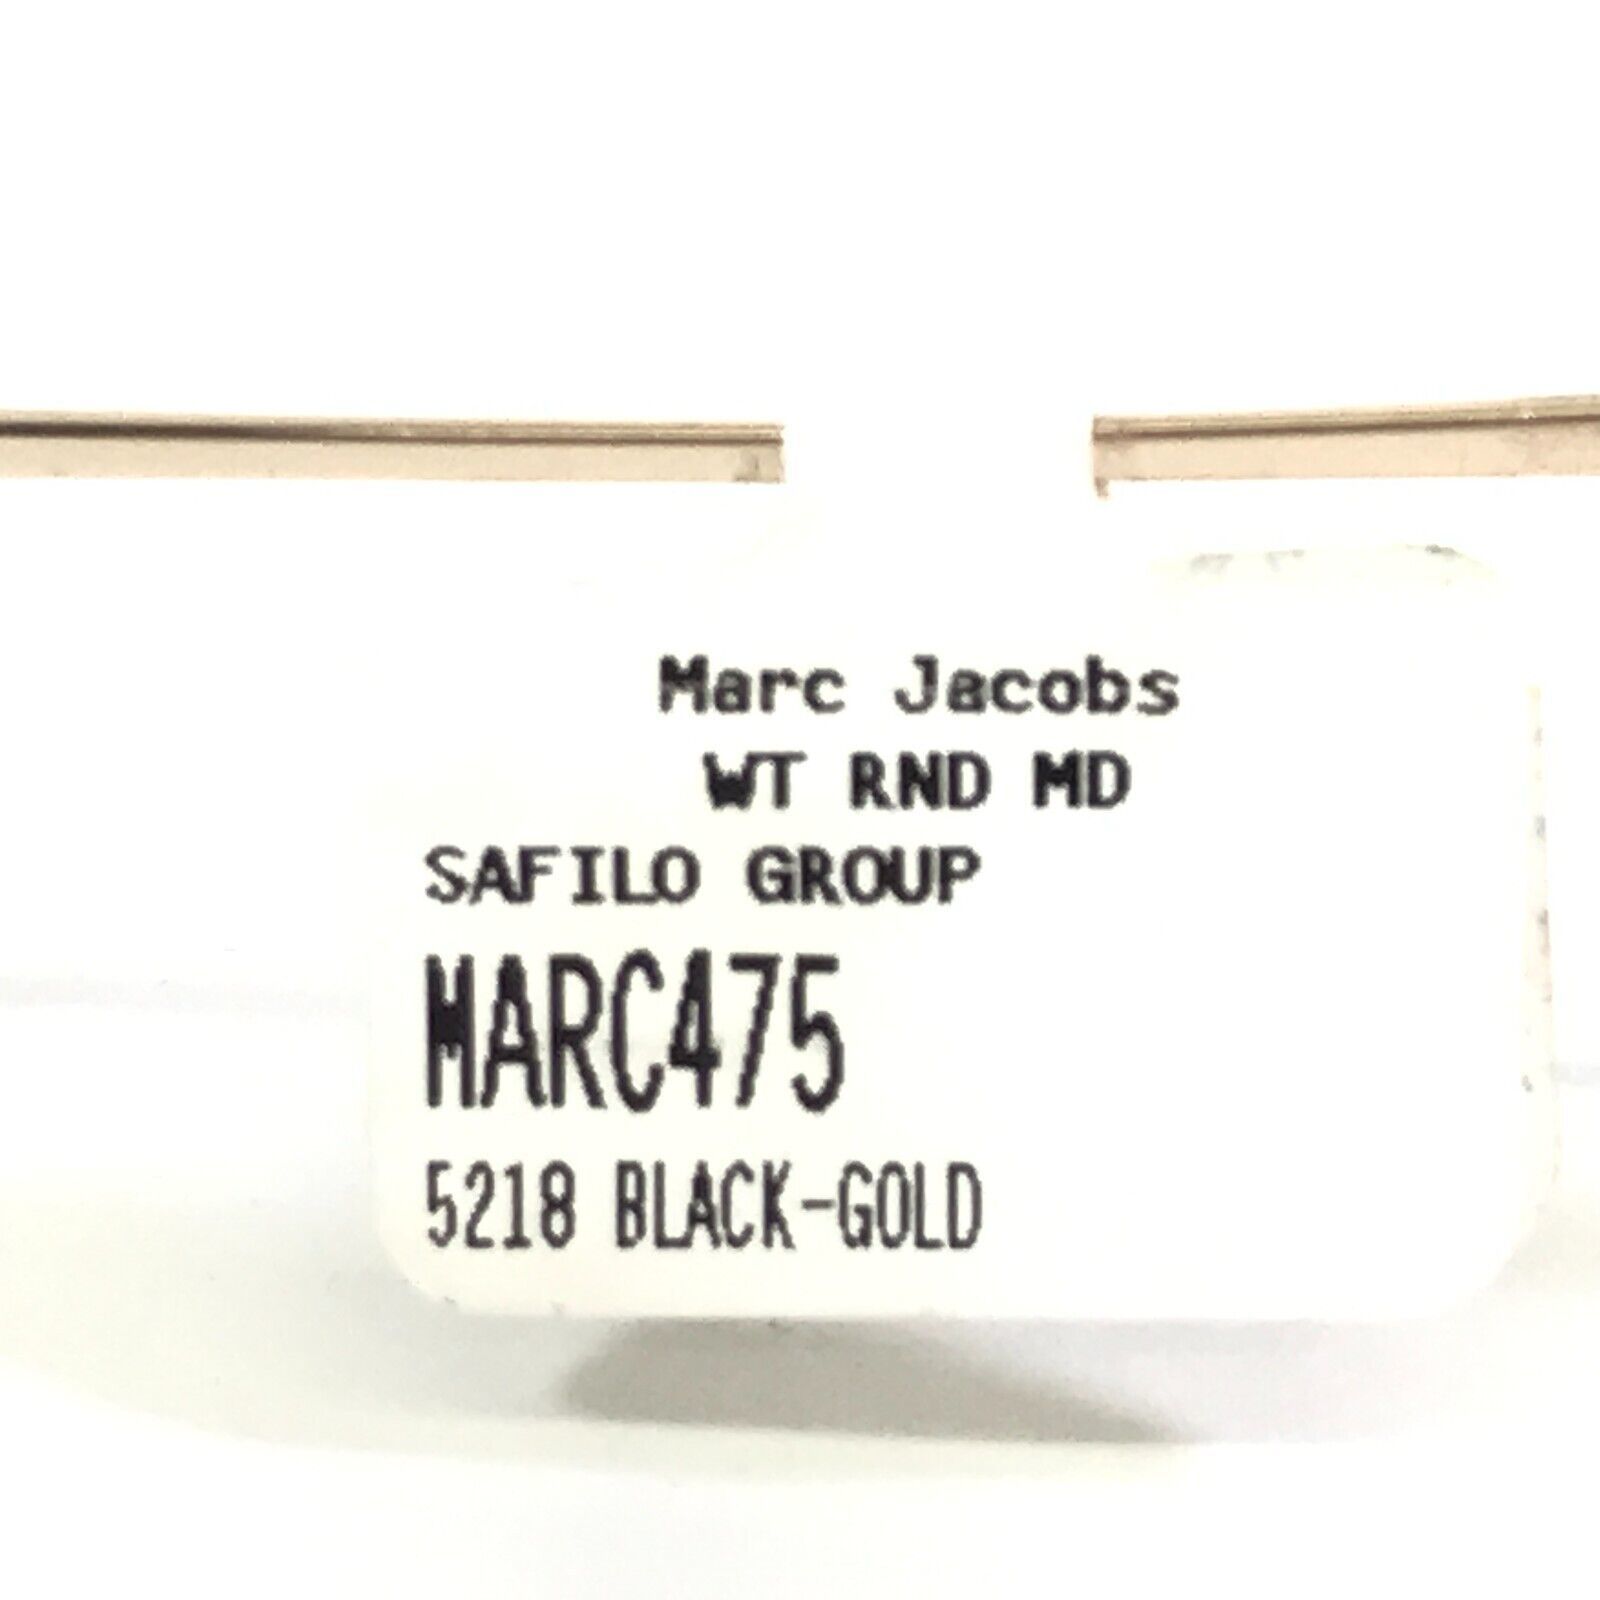 Marc Jacobs
WT RND MD
SAFILO GROUP
MARC475
5218 BLACK-GOLD